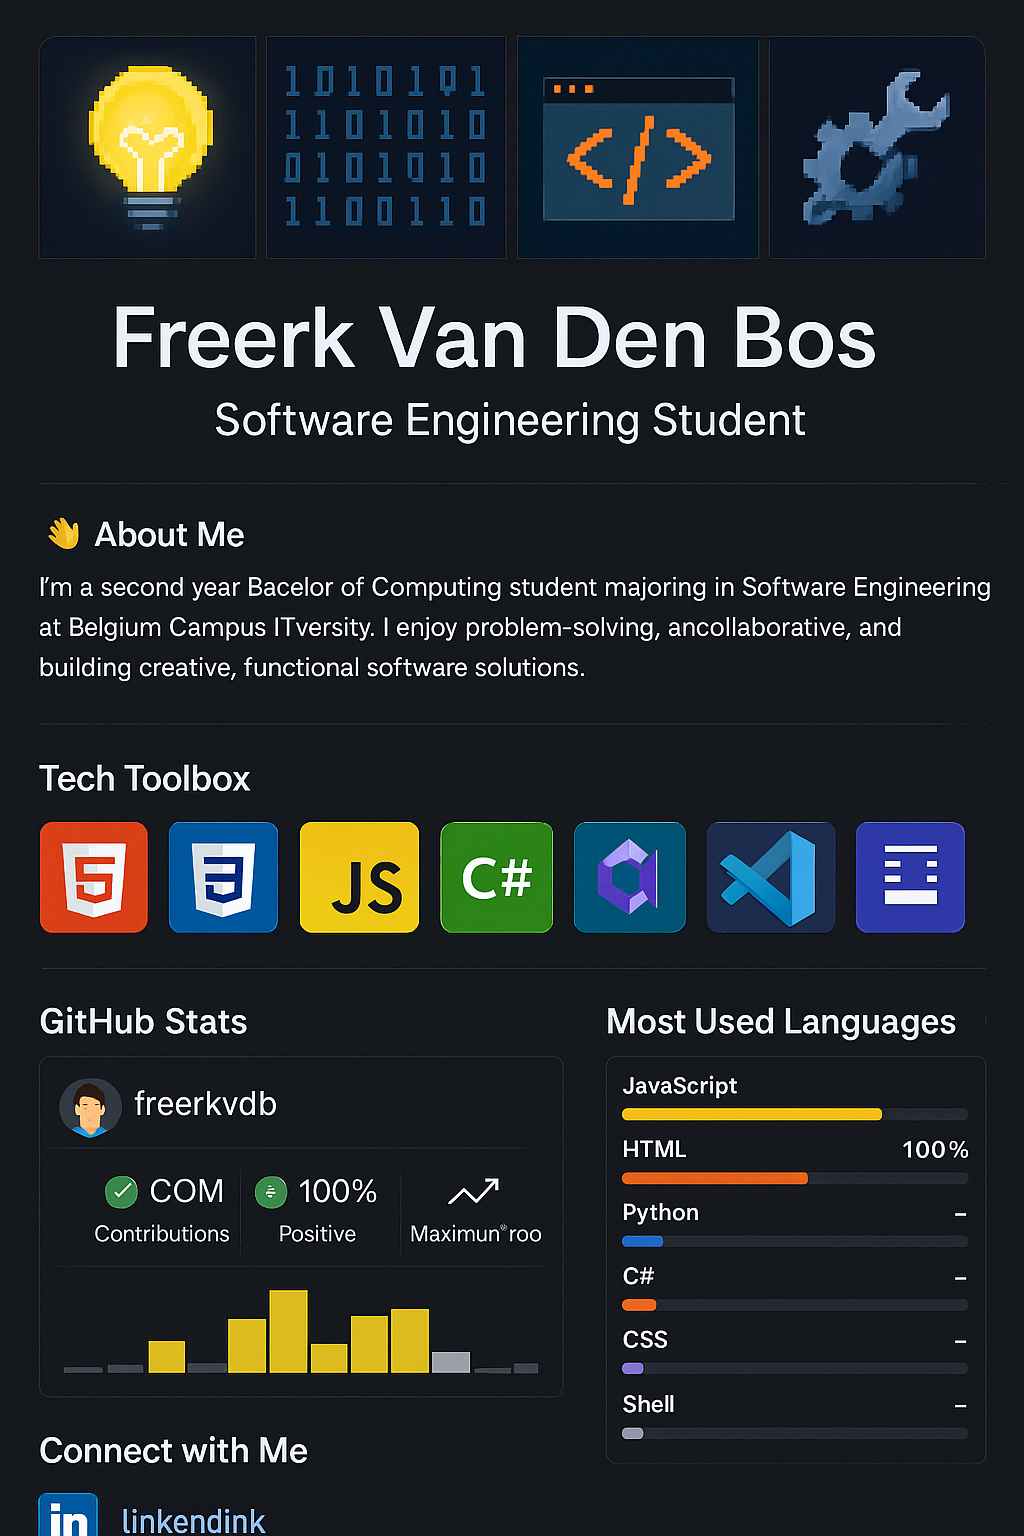 1010101
1101010
0101010
1100110
</>
Freerk Van Den Bos
Software Engineering Student
👋 About Me
I'm a second year Bacelor of Computing student majoring in Software Engineering
at Belgium Campus ITversity. I enjoy problem-solving, ancollaborative, and
building creative, functional software solutions.
Tech Toolbox
5 3 JS C#
GitHub Stats
freerkvdb
COM 100%
Contributions Positive Maximun®roo
Most Used Languages
JavaScript
HTML 100%
Python –
C# –
CSS –
Shell –
Connect with Me
in linkendink